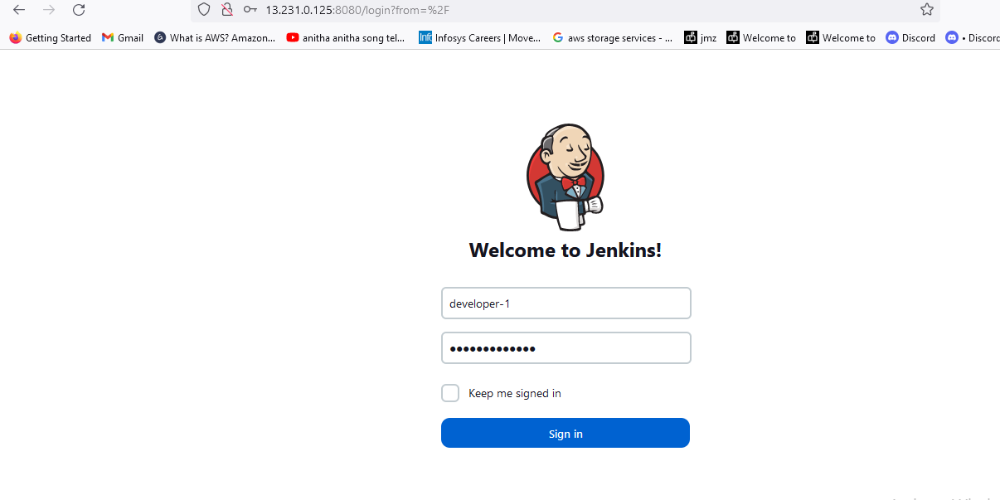 13.231.0.125:8080/login?from=%2F
Getting Started Gmail What is AWS? Amazon... anitha anitha song tel... Infosys Careers | Move... aws storage services - ... jmz Welcome to Welcome to Discord • Discord
Welcome to Jenkins!
developer-1
•••••••••••••
Keep me signed in
Sign in